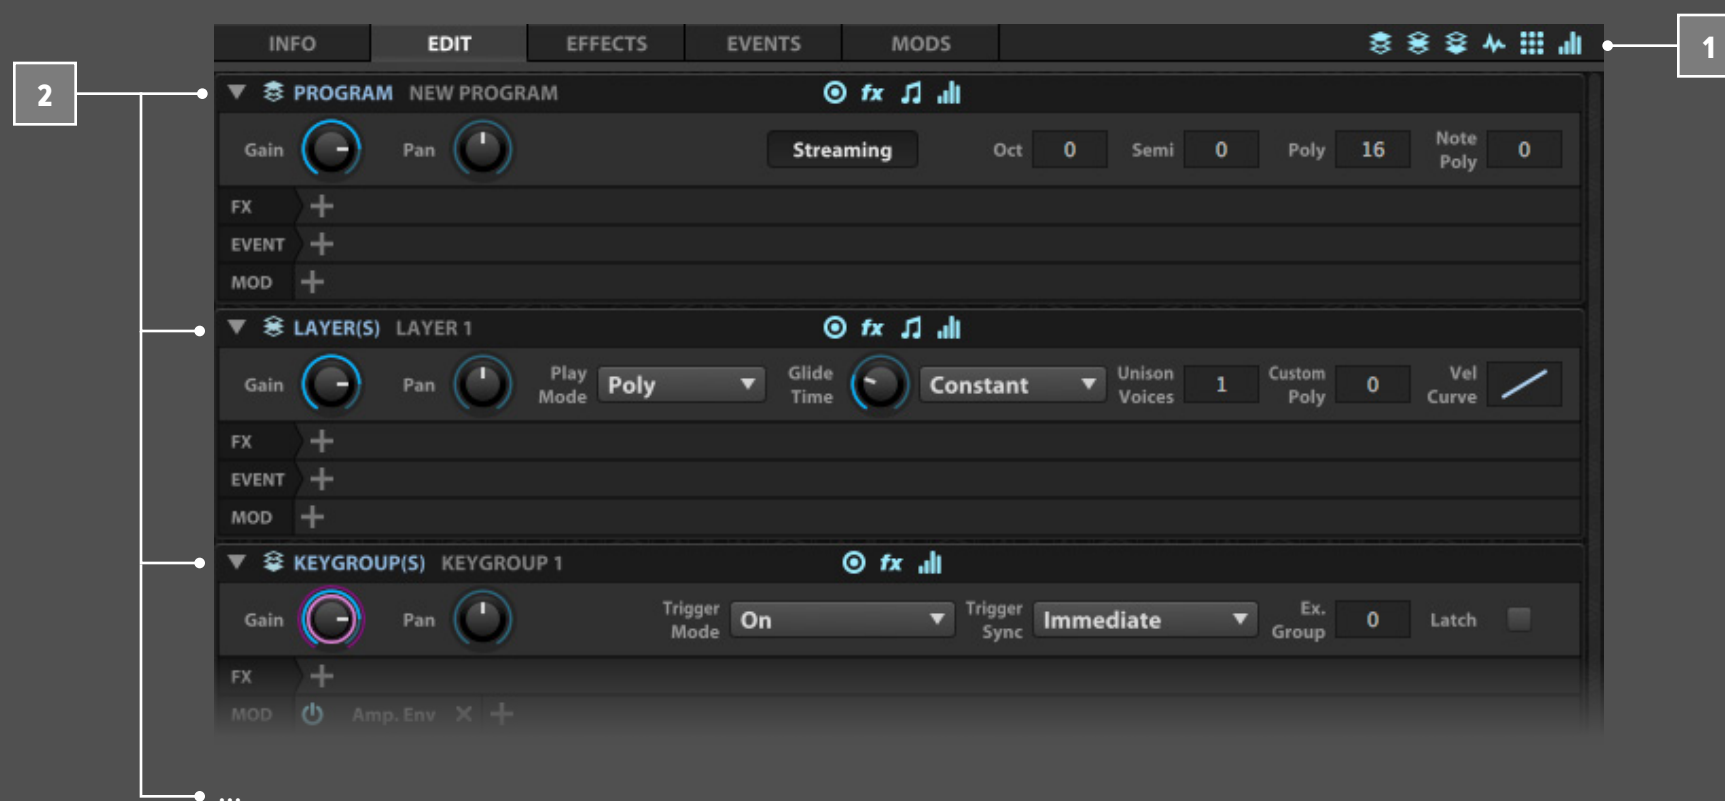 INFO EDIT EFFECTS EVENTS MODS
1
2
PROGRAM NEW PROGRAM fx
Gain Pan Streaming Oct 0 Semi 0 Poly 16 Note Poly 0
FX
EVENT
MOD
LAYER(S) LAYER 1 fx
Gain Pan Play Mode Poly Glide Time Constant Unison Voices 1 Custom Poly 0 Vel Curve
FX
EVENT
MOD
KEYGROUP(S) KEYGROUP 1 fx
Gain Pan Trigger Mode On Trigger Sync Immediate Ex. Group 0 Latch
FX
MOD Amp. Env
...